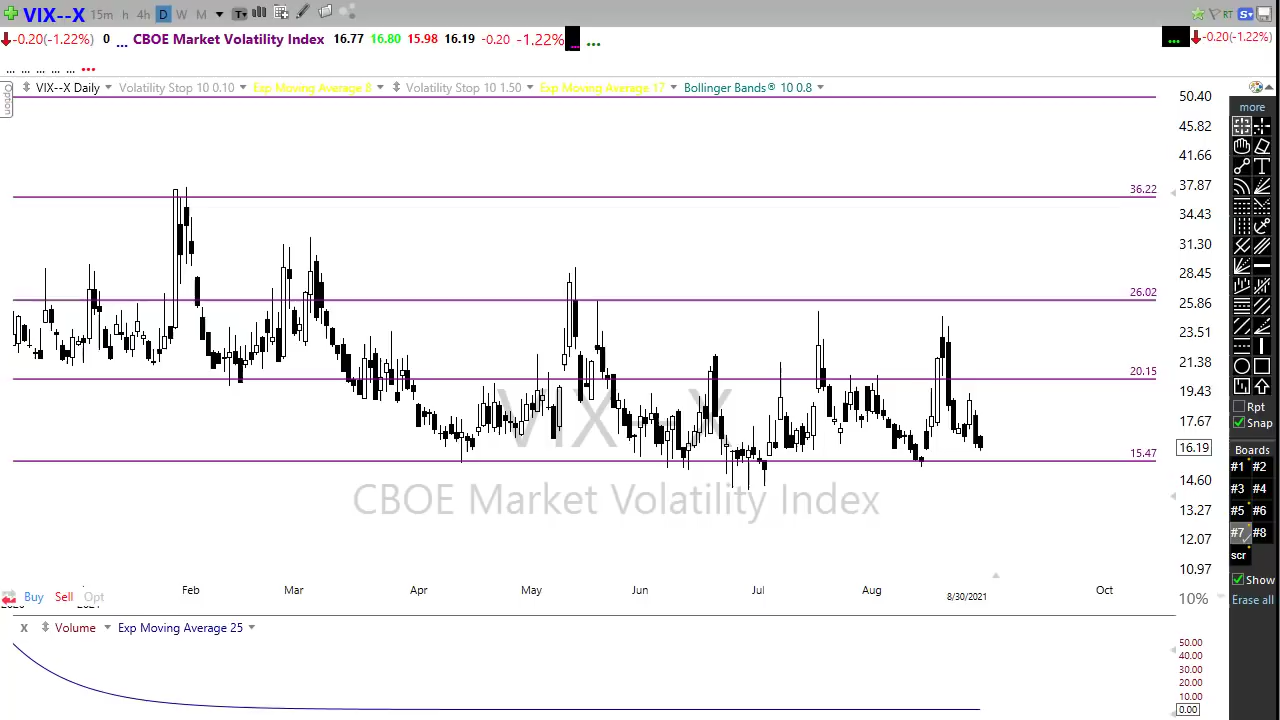 VIX--X 15m h 4h D W M T RT S
-0.20(-1.22%) 0 ... CBOE Market Volatility Index 16.77 16.80 15.98 16.19 -0.20 -1.22% ... ... ... -0.20(-1.22%)
... ... ... ... ... ...
Option
VIX--X Daily Volatility Stop 10 0.10 Exp Moving Average 8 Volatility Stop 10 1.50 Exp Moving Average 17 Bollinger Bands® 10 0.8
50.40
more
45.82
41.66
36.22
37.87
34.43
31.30
28.45
26.02
25.86
23.51
21.38
20.15
19.43
VIX--X
Rpt
17.67
Snap
16.19
15.47
Boards
#1 #2
14.60
#3 #4
CBOE Market Volatility Index
13.27
#5 #6
12.07
#7 #8
scr
10.97
Show
Feb Mar Apr May Jun Jul Aug Oct
Buy Sell Opt
8/30/2021
10%
Erase all
X Volume Exp Moving Average 25
50.00
40.00
30.00
20.00
10.00
0.00